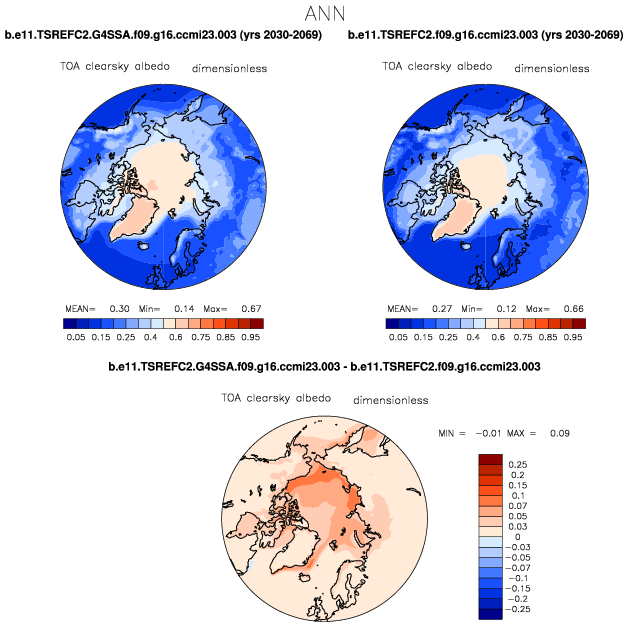 ANN
b.e11.TSREFC2.G4SSA.f09.g16.ccmi23.003 (yrs 2030-2069)
b.e11.TSREFC2.f09.g16.ccmi23.003 (yrs 2030-2069)
TOA clearsky albedo dimensionless
TOA clearsky albedo dimensionless
MEAN= 0.30 Min= 0.14 Max= 0.67
MEAN= 0.27 Min= 0.12 Max= 0.66
0.05 0.15 0.25 0.4 0.6 0.75 0.85 0.95
0.05 0.15 0.25 0.4 0.6 0.75 0.85 0.95
b.e11.TSREFC2.G4SSA.f09.g16.ccmi23.003 - b.e11.TSREFC2.f09.g16.ccmi23.003
TOA clearsky albedo dimensionless
MIN = -0.01 MAX = 0.09
0.25
0.2
0.15
0.1
0.07
0.05
0.03
0
-0.03
-0.05
-0.07
-0.1
-0.15
-0.2
-0.25